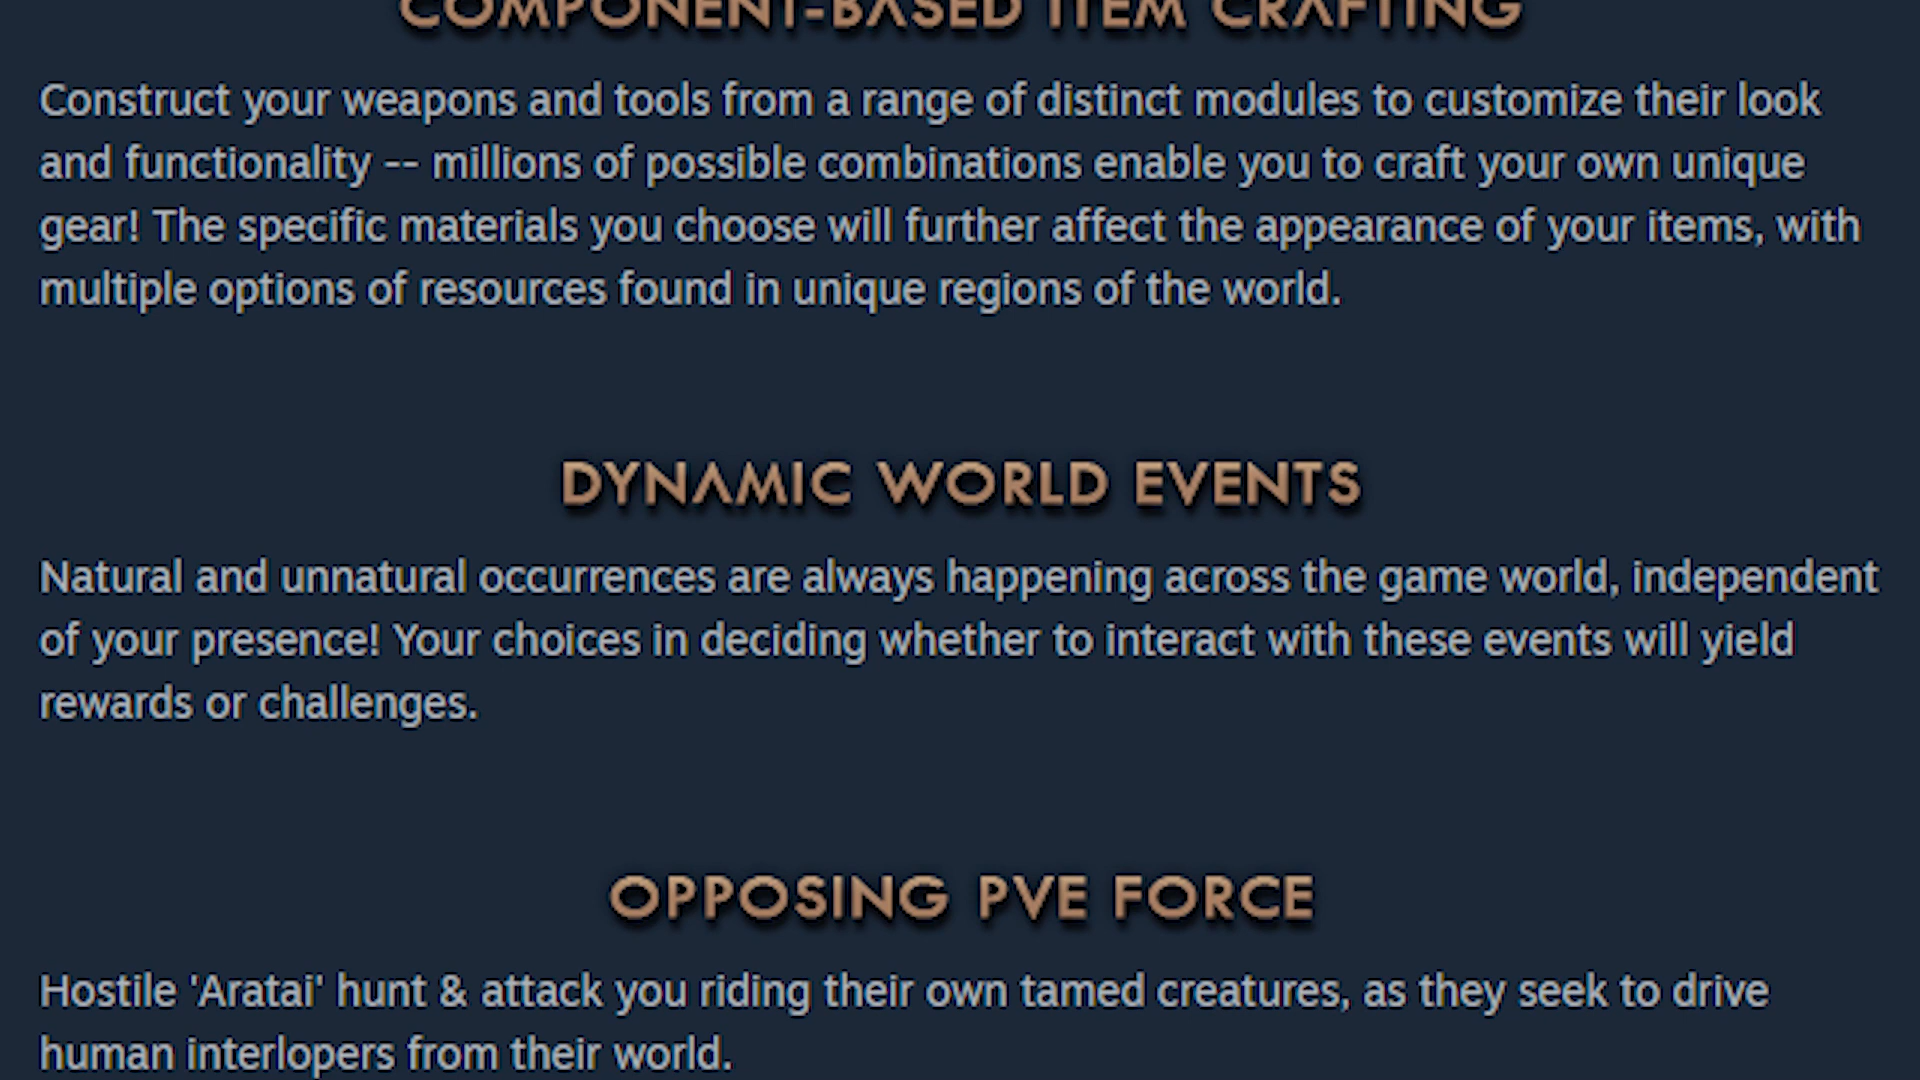 COMPONENT-BASED ITEM CRAFTING
Construct your weapons and tools from a range of distinct modules to customize their look
and functionality -- millions of possible combinations enable you to craft your own unique
gear! The specific materials you choose will further affect the appearance of your items, with
multiple options of resources found in unique regions of the world.
DYNAMIC WORLD EVENTS
Natural and unnatural occurrences are always happening across the game world, independent
of your presence! Your choices in deciding whether to interact with these events will yield
rewards or challenges.
OPPOSING PVE FORCE
Hostile 'Aratai' hunt & attack you riding their own tamed creatures, as they seek to drive
human interlopers from their world.